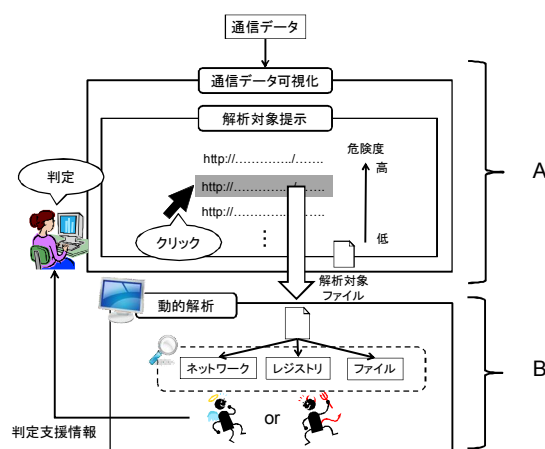 通信データ
通信データ可視化
解析対象提示
危険度
高
http://……………/…….
http://……………/…….
http://……………/…….
⋮
低
判定
クリック
A
解析対象
ファイル
動的解析
ネットワーク
レジストリ
ファイル
B
or
判定支援情報